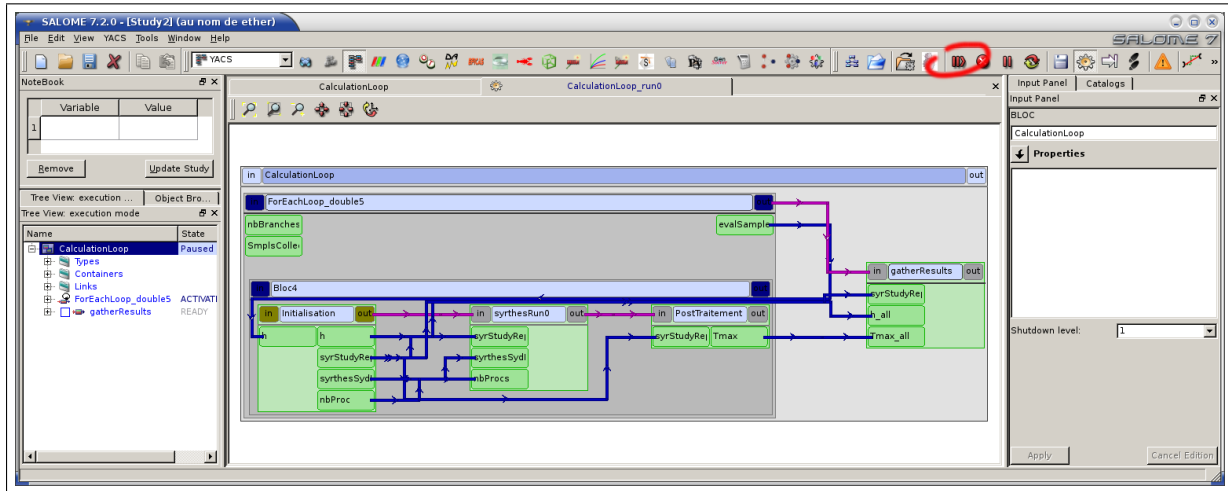 SALOME 7.2.0 - [Study2] (au nom de ether)
File Edit View YACS Tools Window Help
SALOME 7
YACS
NoteBook
Variable Value
1
Remove Update Study
Tree View: execution ... Object Bro...
Tree View: execution mode
Name State
CalculationLoop Paused
Types
Containers
Links
ForEachLoop_double5 ACTIVATI
gatherResults READY
CalculationLoop CalculationLoop_run0
in CalculationLoop out
ForEachLoop_double5
nbBranches evalSample
SmplsColle
Bloc4
in gatherResults out
syrStudyRe
h_all
Tmax_all
in Initialisation out in syrthesRun0 out in PostTraitement out
h h syrStudyRe syrStudyRe Tmax
syrStudyRe syrthesSydl
syrthesSyd nbProcs
nbProc
Input Panel Catalogs
Input Panel
BLOC
CalculationLoop
Properties
Shutdown level: 1
Apply Cancel Edition